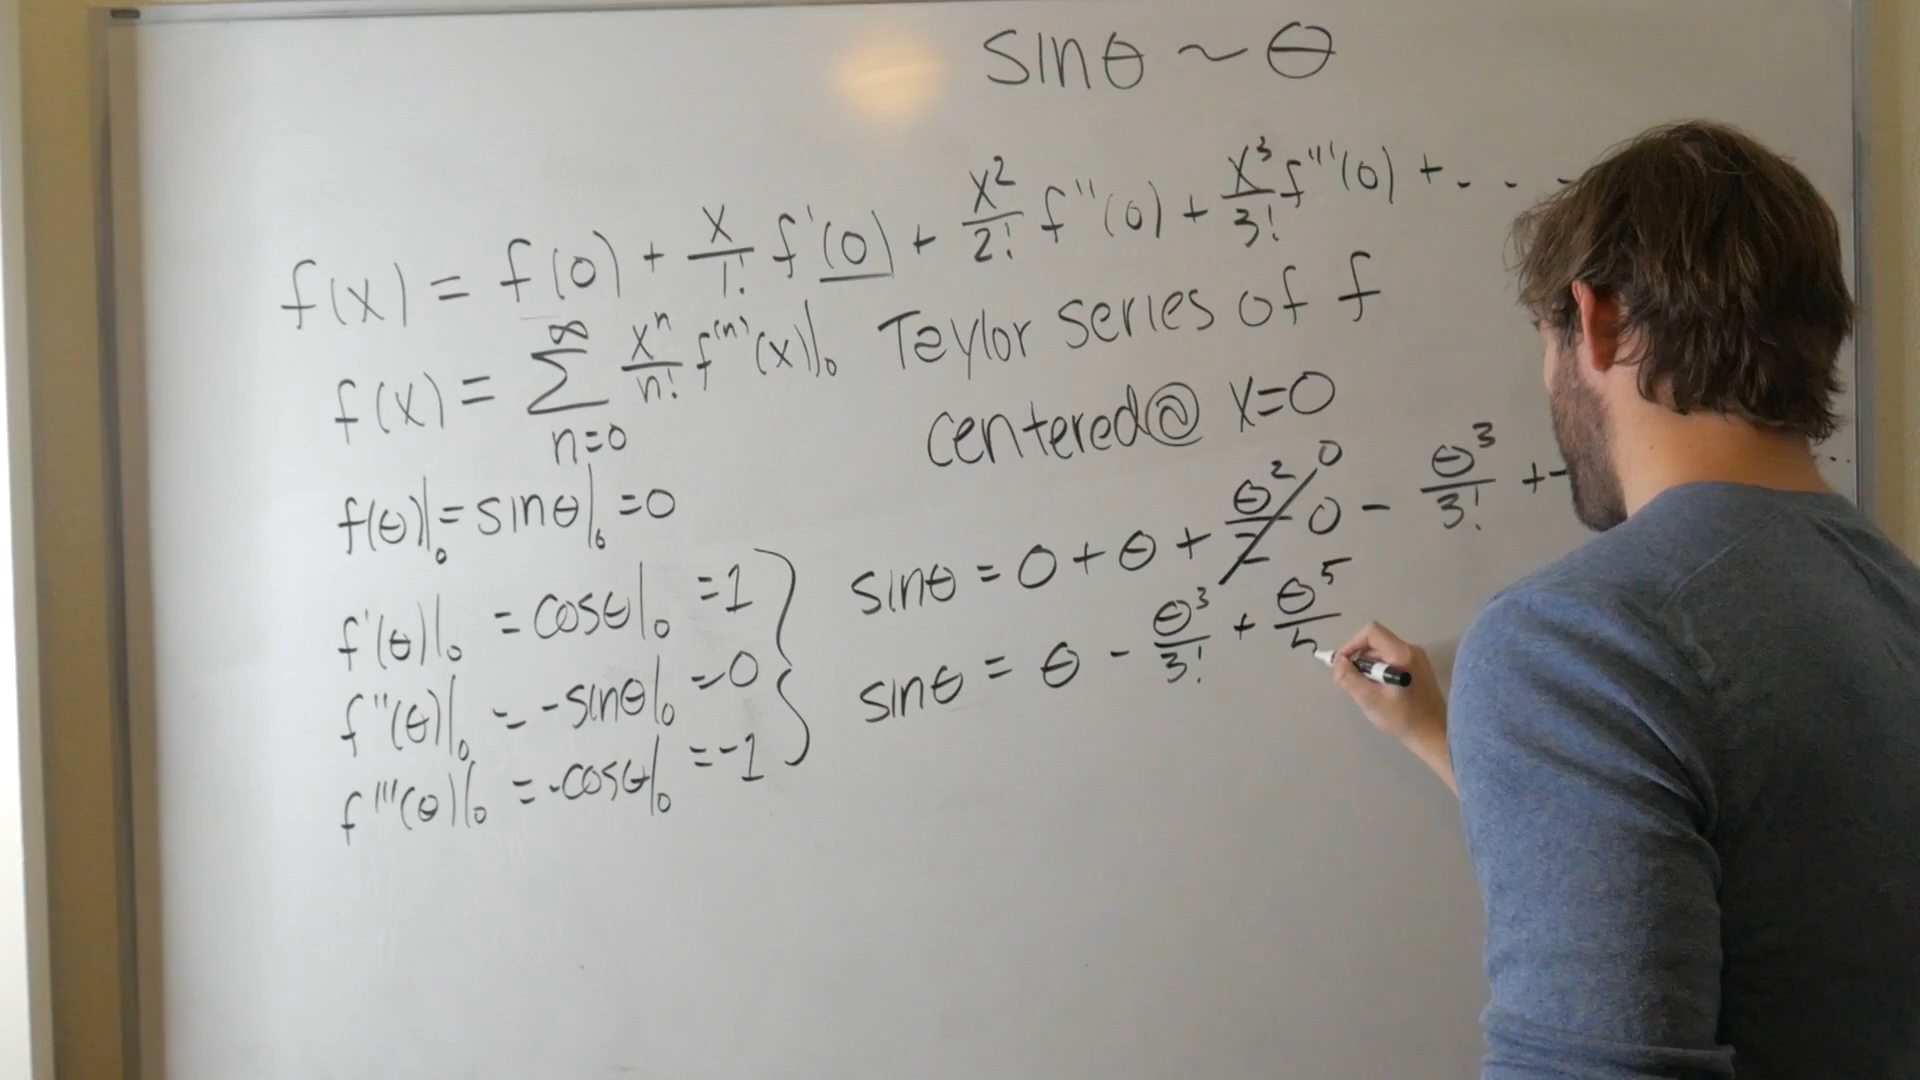 sinθ ~ θ
f(x) = f(0) + x/1! f'(0) + x²/2! f''(0) + x³/3! f'''(0) + ...
f(x) = ∑_{n=0}^{∞} xⁿ/n! f⁽ⁿ⁾(x)|₀ Taylor series of f
centered@ x=0
f(θ)|₀ = sinθ|₀ = 0
f'(θ)|₀ = cosθ|₀ = 1
f''(θ)|₀ = -sinθ|₀ = 0
f'''(θ)|₀ = -cosθ|₀ = -1
sinθ = 0 + θ + θ²/2 0 0 - θ³/3! + ...
sinθ = θ - θ³/3! + θ⁵/5